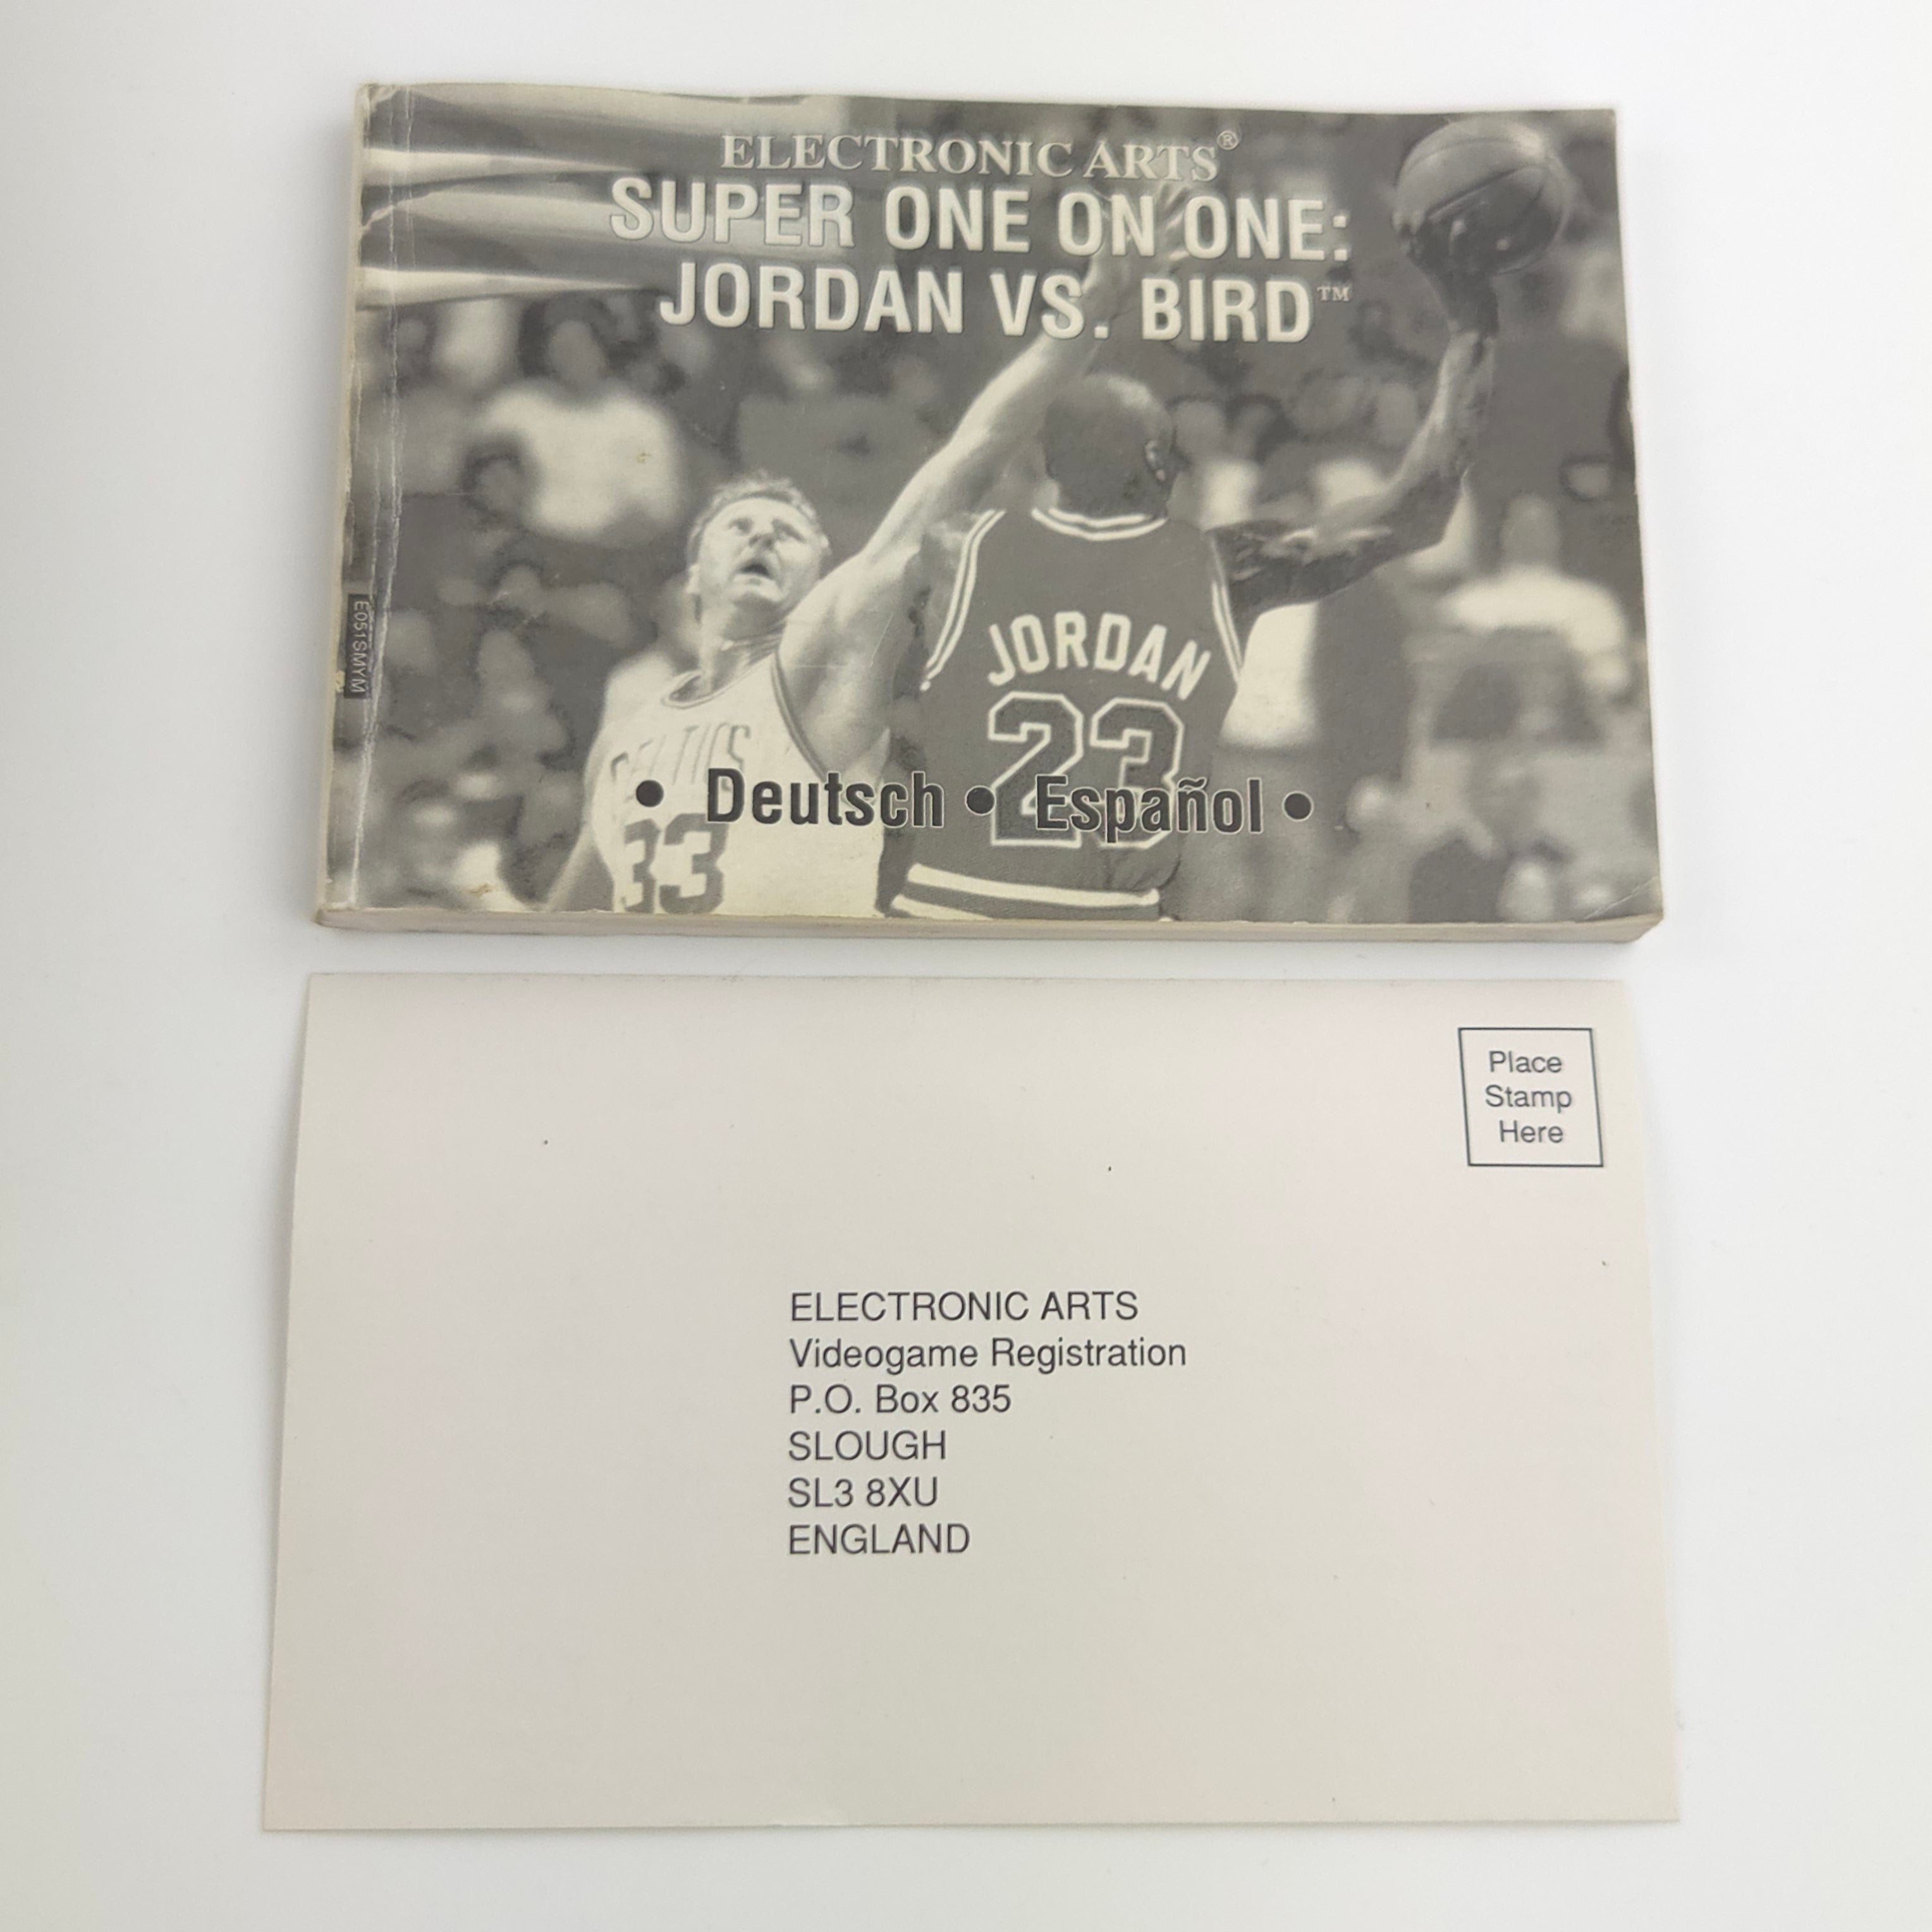 ELECTRONIC ARTS®
SUPER ONE ON ONE:
JORDAN VS. BIRD™
E051SMYM
JORDAN
23
CELTICS
33
• Deutsch • Español •
Place
Stamp
Here
ELECTRONIC ARTS
Videogame Registration
P.O. Box 835
SLOUGH
SL3 8XU
ENGLAND